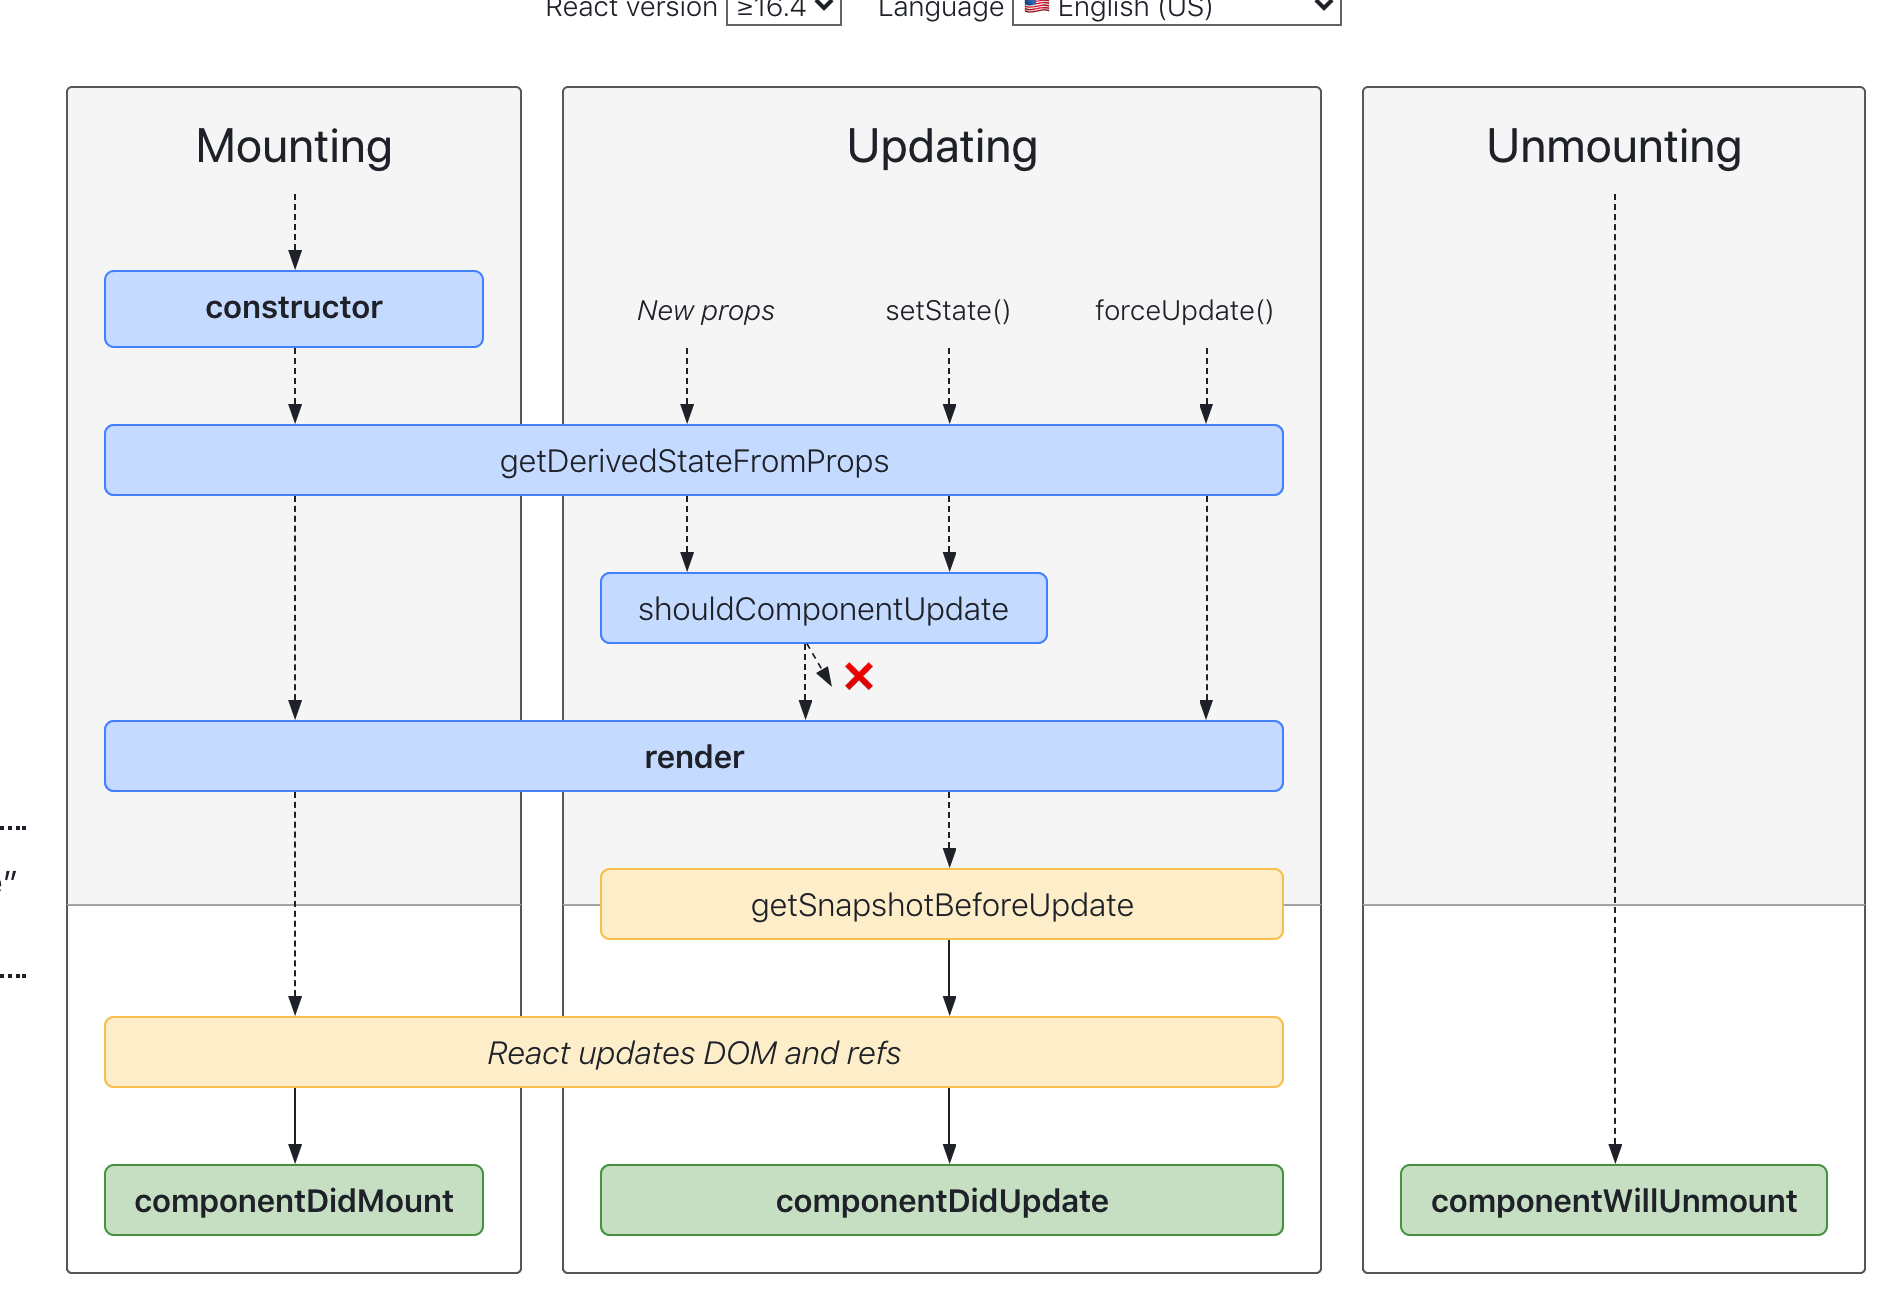 React version ≥16.4 Language English (US)
Mounting
Updating
Unmounting
constructor
New props
setState()
forceUpdate()
getDerivedStateFromProps
shouldComponentUpdate
render
getSnapshotBeforeUpdate
React updates DOM and refs
componentDidMount
componentDidUpdate
componentWillUnmount